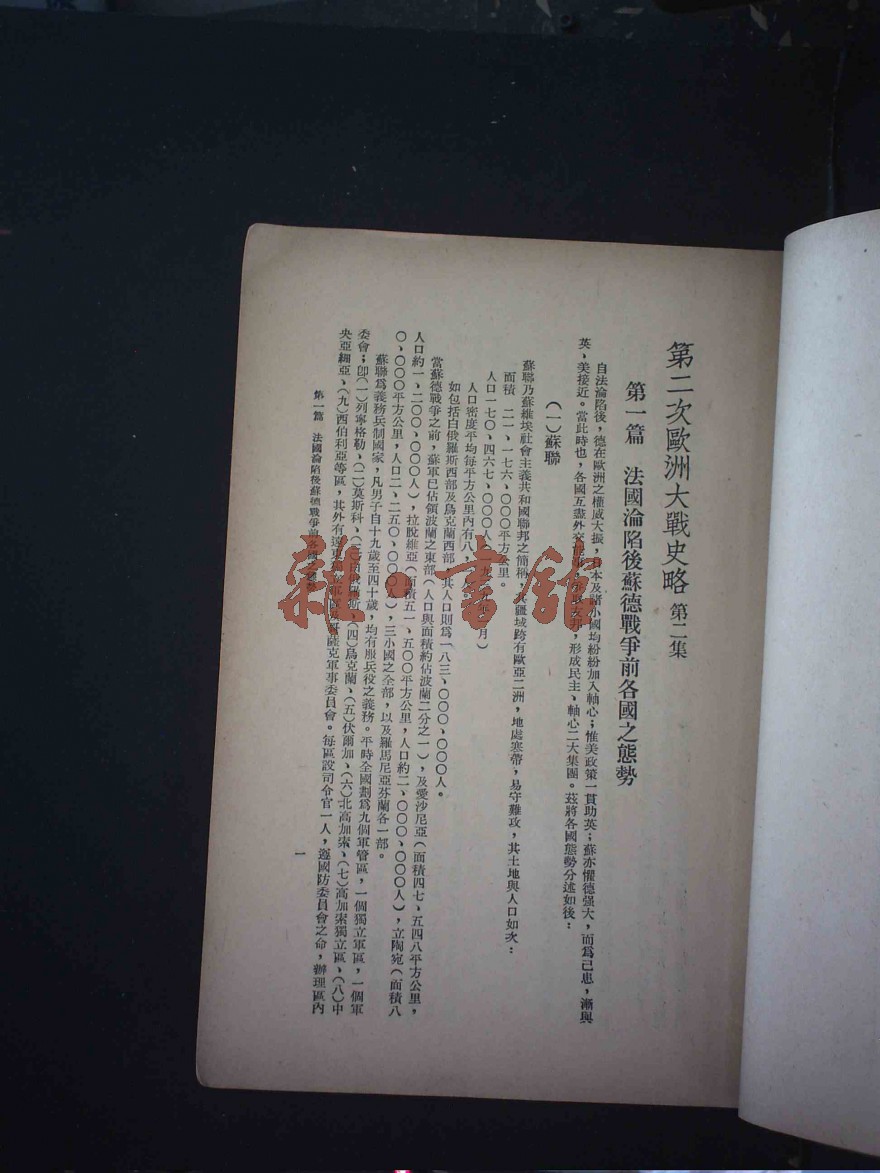 第二次歐洲大戰史略 第二集
第一篇 法國淪陷後蘇德戰爭前各國之態勢
自法淪陷後,德在歐洲之權威大振,日本及諸小國均紛紛加入軸心;惟美政策一貫助英;蘇亦懼德强大,而爲己患,漸與
英、美接近。當此時也,各國互盡外交 友邦,形成民主、軸心二大集團。茲將各國態勢分述如後:
(一)蘇聯
蘇聯乃蘇維埃社會主義共和國聯邦之簡稱,其疆域跨有歐亞二洲,地處寒帶,易守難攻,其土地與人口如次:
面積 二一、一七六、〇〇〇平方公里
人口一七〇、四六七、〇〇〇人 月)
人口密度平均每平方公里內有八
如包括白俄羅斯西部及烏克蘭西部,其人口則爲一八三、〇〇〇、〇〇〇人。
當蘇德戰爭之前,蘇軍已佔領波蘭之東部(人口與面積約佔波蘭二分之一),及愛沙尼亞(面積四七、五四八平方公里,
人口約一、二〇〇、〇〇〇人),拉脫維亞(面積五一、五〇〇平方公里,人口約二、〇〇〇、〇〇〇人),立陶宛(面積八
〇、〇〇〇平方公里,人口二、二五〇、〇〇〇人),三小國之全部,以及羅馬尼亞芬蘭各一部。
蘇聯爲義務兵制國家,凡男子自十九歲至四十歲,均有服兵役之義務。平時全國劃爲九個軍管區,一個獨立軍區,一個軍
委會;卽(一)列寧格勒、(二)莫斯科、(三)白俄羅斯、(四)烏克蘭、(五)伏爾加、(六)北高加索、(七)高加索獨立區、(八)中
央亞細亞、(九)西伯利亞等區,其外有遠東 薩克軍事委員會。每區設司令官一人,遵國防委員會之命,辦理區內
第一篇 法國淪陷後蘇德戰爭前各國之態勢
一
龍·書館